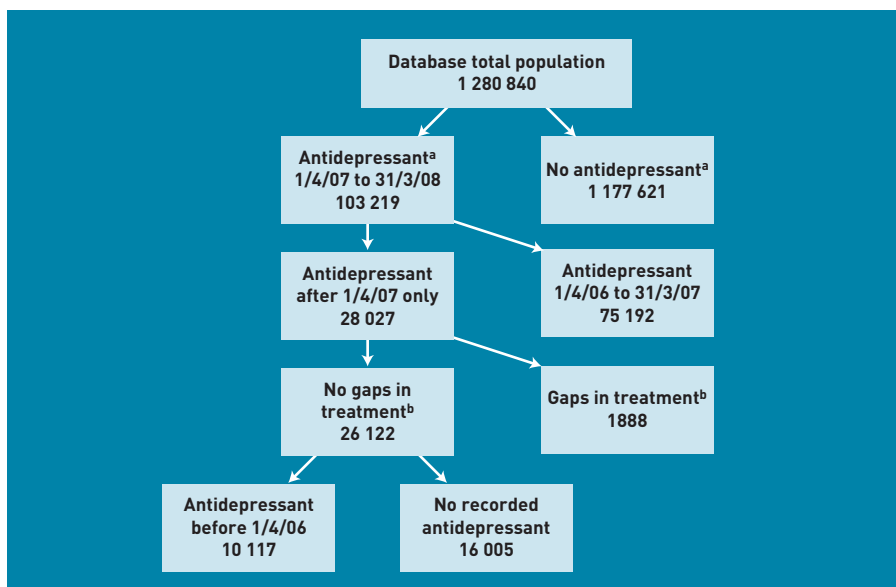 Database total population
1 280 840
Antidepressantᵃ
1/4/07 to 31/3/08
103 219
No antidepressantᵃ
1 177 621
Antidepressant
after 1/4/07 only
28 027
Antidepressant
1/4/06 to 31/3/07
75 192
No gaps in
treatmentᵇ
26 122
Gaps in treatmentᵇ
1888
Antidepressant
before 1/4/06
10 117
No recorded
antidepressant
16 005